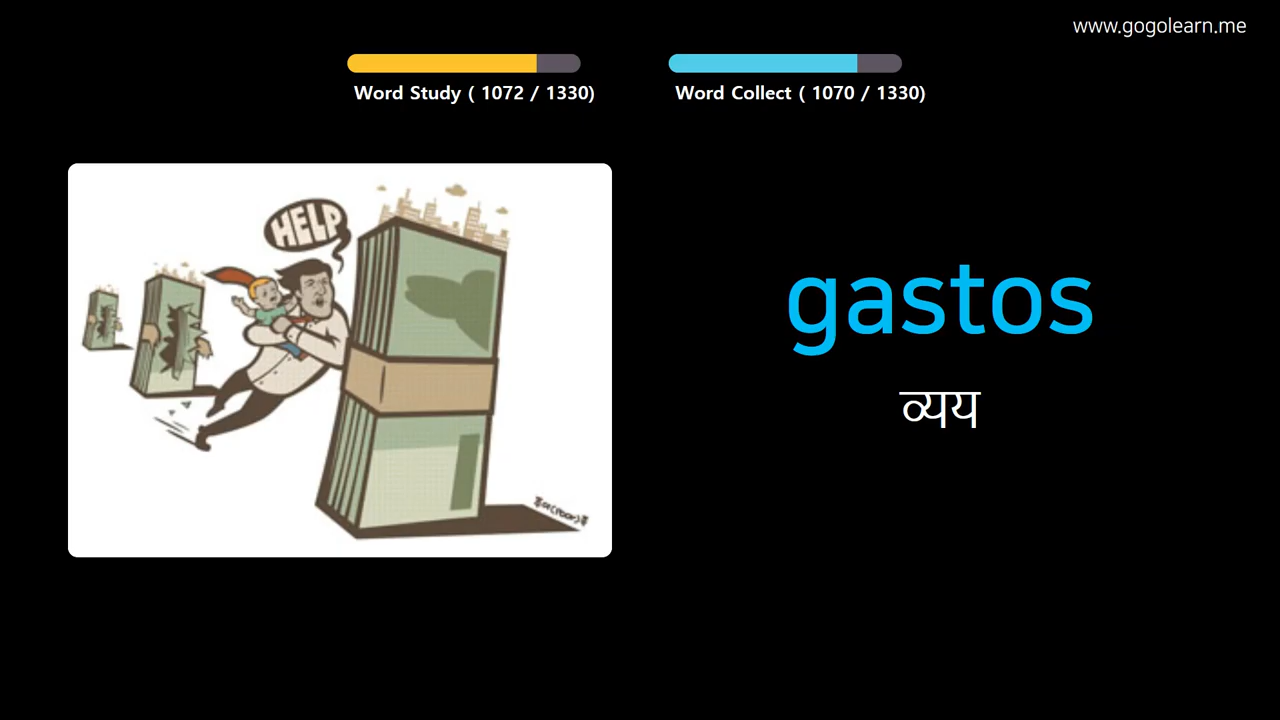 www.gogolearn.me
Word Study ( 1072 / 1330)
Word Collect ( 1070 / 1330)
HELP
gastos
व्यय